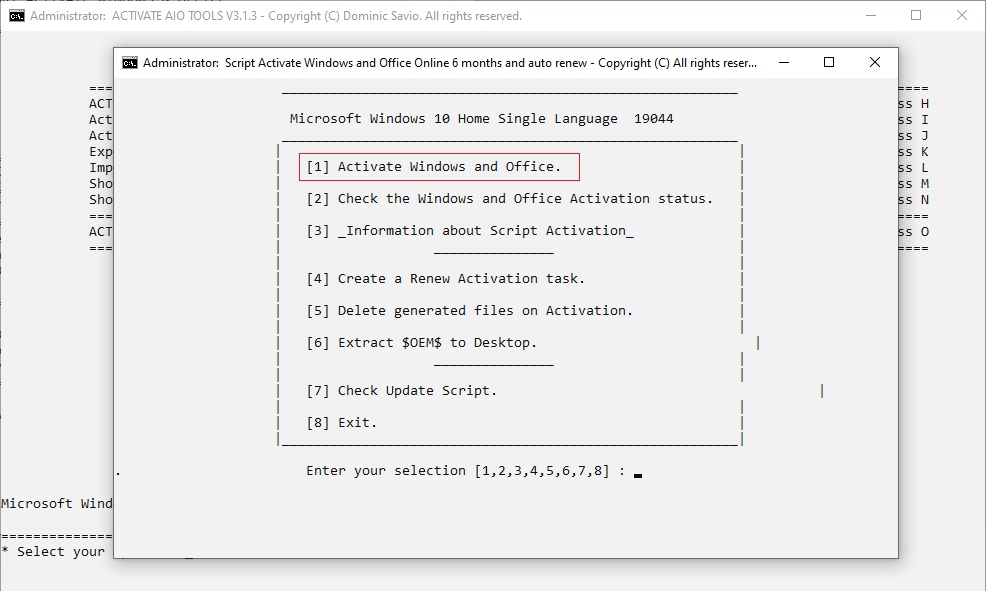 Administrator:  ACTIVATE AIO TOOLS V3.1.3 - Copyright (C) Dominic Savio. All rights reserved.
Administrator:  Script Activate Windows and Office Online 6 months and auto renew - Copyright (C) All rights reser...
Microsoft Windows 10 Home Single Language  19044
[1] Activate Windows and Office.
[2] Check the Windows and Office Activation status.
[3] _Information about Script Activation_
[4] Create a Renew Activation task.
[5] Delete generated files on Activation.
[6] Extract $OEM$ to Desktop.
[7] Check Update Script.
[8] Exit.
Enter your selection [1,2,3,4,5,6,7,8] : _
ACT
Act
Act
Exp
Imp
Sho
Sho
ACT
ss H
ss I
ss J
ss K
ss L
ss M
ss N
ss O
Microsoft Wind
* Select your